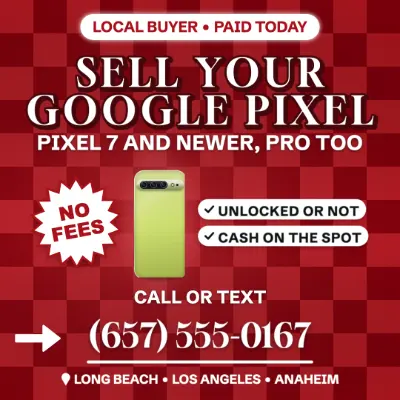 LOCAL BUYER • PAID TODAY
SELL YOUR
GOOGLE PIXEL
PIXEL 7 AND NEWER, PRO TOO
NO
FEES
UNLOCKED OR NOT
CASH ON THE SPOT
CALL OR TEXT
(657) 555-0167
LONG BEACH • LOS ANGELES • ANAHEIM